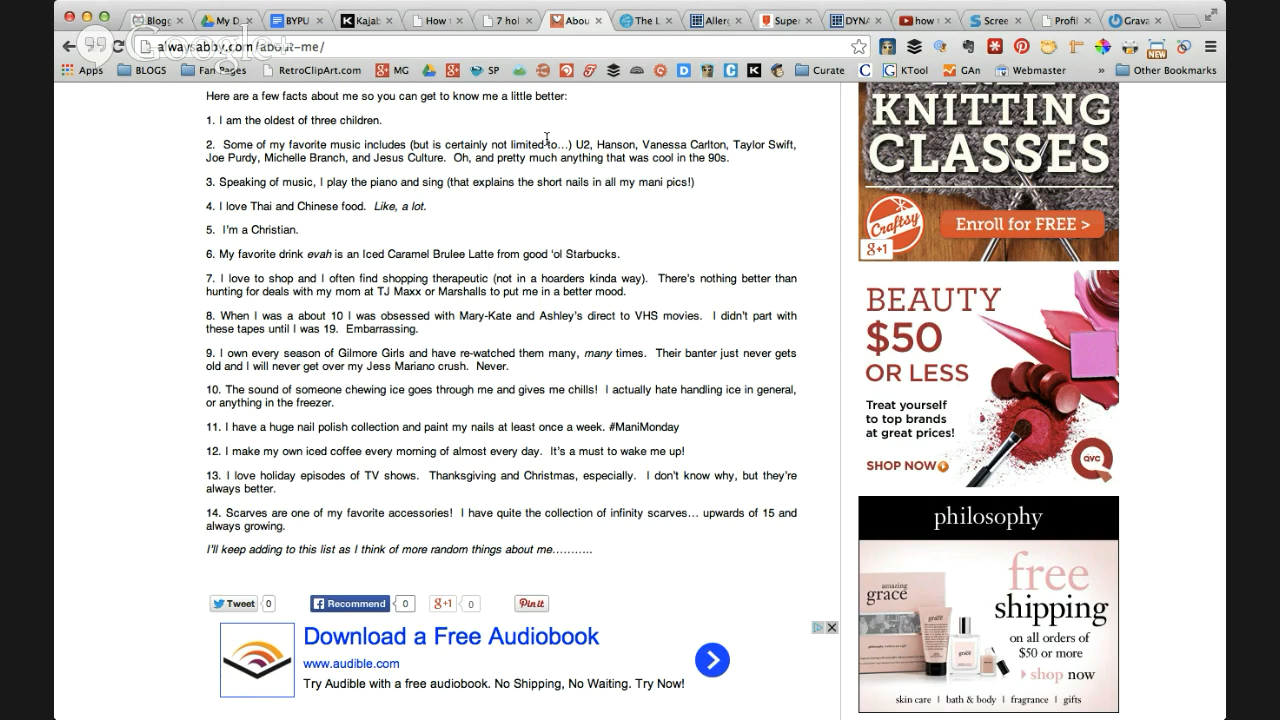 Blogg
My D
BYPU
Kajab
How t
7 hol
Abou
The L
Allerg
Super
DYNA
how t
Scree
Profil
Grava
Google+
alwaysabby.com/about-me/
NEW
Apps
BLOGS
Fan Pages
RetroClipArt.com
MG
SP
Curate
KTool
GAn
Webmaster
»
Other Bookmarks
Here are a few facts about me so you can get to know me a little better:
1. I am the oldest of three children.
2.  Some of my favorite music includes (but is certainly not limited to…) U2, Hanson, Vanessa Carlton, Taylor Swift,
Joe Purdy, Michelle Branch, and Jesus Culture.  Oh, and pretty much anything that was cool in the 90s.
3. Speaking of music, I play the piano and sing (that explains the short nails in all my mani pics!)
4. I love Thai and Chinese food.  Like, a lot.
5.  I'm a Christian.
6. My favorite drink evah is an Iced Caramel Brulee Latte from good 'ol Starbucks.
7. I love to shop and I often find shopping therapeutic (not in a hoarders kinda way).  There's nothing better than
hunting for deals with my mom at TJ Maxx or Marshalls to put me in a better mood.
8. When I was a about 10 I was obsessed with Mary-Kate and Ashley's direct to VHS movies.  I didn't part with
these tapes until I was 19.  Embarrassing.
9. I own every season of Gilmore Girls and have re-watched them many, many times.  Their banter just never gets
old and I will never get over my Jess Mariano crush.  Never.
10. The sound of someone chewing ice goes through me and gives me chills!  I actually hate handling ice in general,
or anything in the freezer.
11. I have a huge nail polish collection and paint my nails at least once a week. #ManiMonday
12. I make my own iced coffee every morning of almost every day.  It's a must to wake me up!
13. I love holiday episodes of TV shows.  Thanksgiving and Christmas, especially.  I don't know why, but they're
always better.
14. Scarves are one of my favorite accessories!  I have quite the collection of infinity scarves… upwards of 15 and
always growing.
I'll keep adding to this list as I think of more random things about me……….
Tweet 0
Recommend 0
g+1 0
Pin it
Download a Free Audiobook
www.audible.com
Try Audible with a free audiobook. No Shipping, No Waiting. Try Now!
KNITTING
CLASSES
Craftsy
Enroll for FREE >
g+1
BEAUTY
$50
OR LESS
Treat yourself
to top brands
at great prices!
SHOP NOW
QVC
philosophy
amazing
grace
free
shipping
on all orders of
$50 or more
shop now
skin care | bath & body | fragrance | gifts